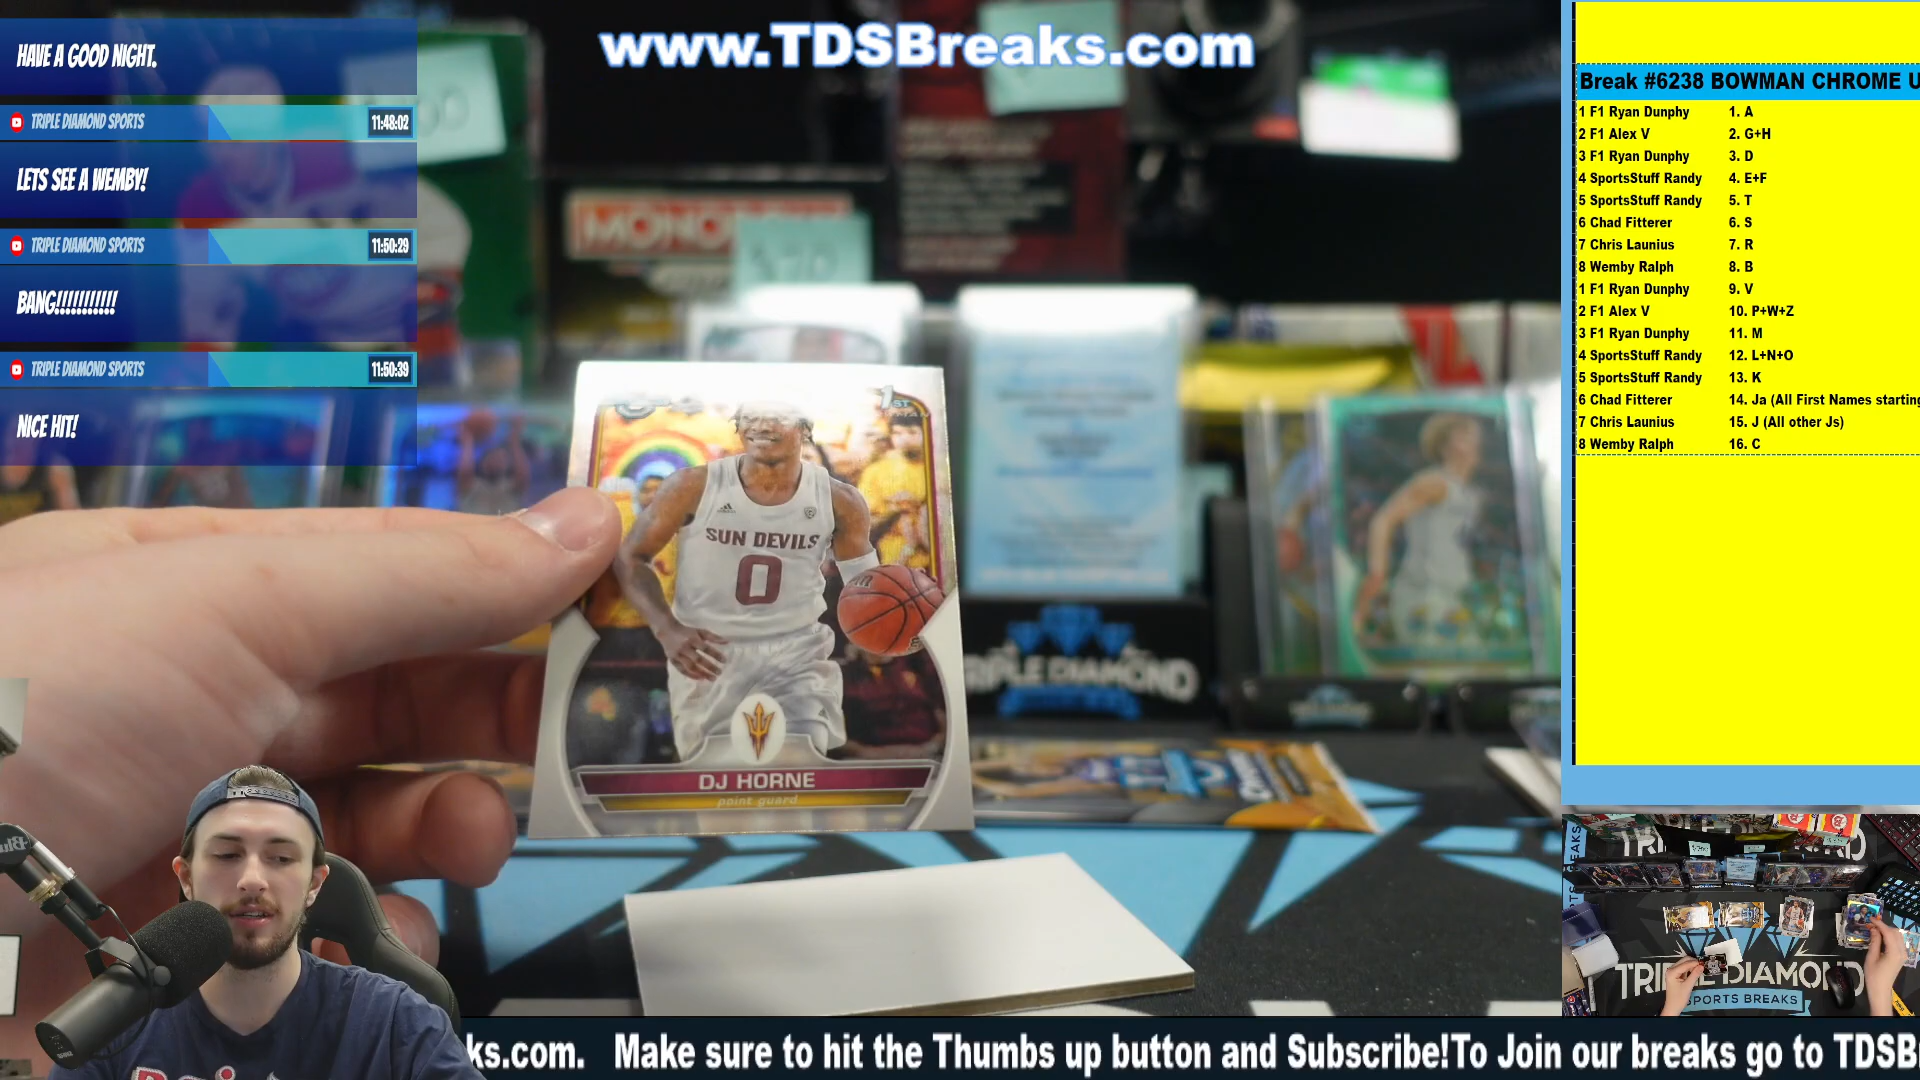 www.TDSBreaks.com
HAVE A GOOD NIGHT.
TRIPLE DIAMOND SPORTS 11:48:02
LETS SEE A WEMBY!
TRIPLE DIAMOND SPORTS 11:50:29
BANG!!!!!!!!!!!
TRIPLE DIAMOND SPORTS 11:50:39
NICE HIT!
MONO
$70
1ST
SUN DEVILS
0
DJ HORNE
point guard
TRIPLE DIAMOND
Break #6238 BOWMAN CHROME U
1 F1 Ryan Dunphy 1. A
2 F1 Alex V 2. G+H
3 F1 Ryan Dunphy 3. D
4 SportsStuff Randy 4. E+F
5 SportsStuff Randy 5. T
6 Chad Fitterer 6. S
7 Chris Launius 7. R
8 Wemby Ralph 8. B
1 F1 Ryan Dunphy 9. V
2 F1 Alex V 10. P+W+Z
3 F1 Ryan Dunphy 11. M
4 SportsStuff Randy 12. L+N+O
5 SportsStuff Randy 13. K
6 Chad Fitterer 14. Ja (All First Names starting
7 Chris Launius 15. J (All other Js)
8 Wemby Ralph 16. C
TRIPLE DIAMOND
SPORTS BREAKS
ks.com. Make sure to hit the Thumbs up button and Subscribe!To Join our breaks go to TDSB